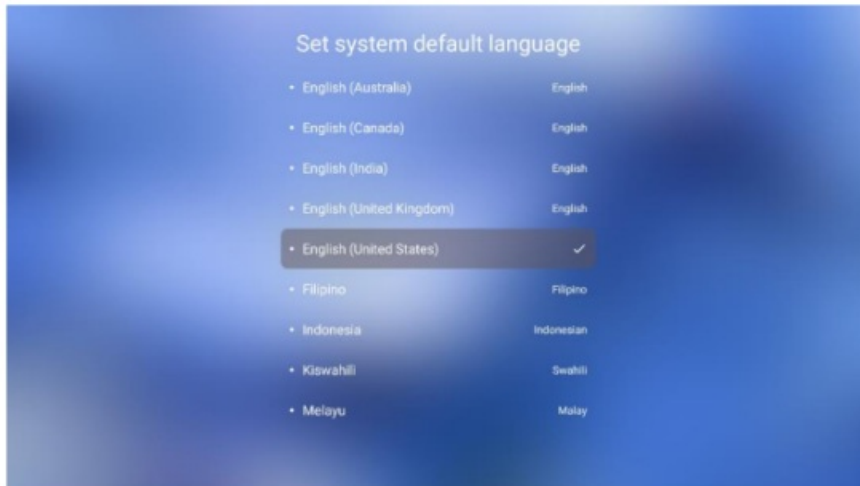 Set system default language
• English (Australia) English
• English (Canada) English
• English (India) English
• English (United Kingdom) English
• English (United States) ✓
• Filipino Filipino
• Indonesia Indonesian
• Kiswahili Swahili
• Melayu Malay